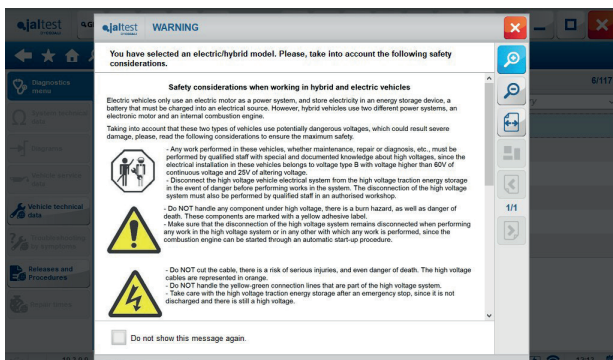 jaltest
jaltest WARNING
You have selected an electric/hybrid model. Please, take into account the following safety
considerations.
6/117
Safety considerations when working in hybrid and electric vehicles
Electric vehicles only use an electric motor as a power system, and store electricity in an energy storage device, a
battery that must be charged into an electrical source. However, hybrid vehicles use two different power systems, an
electronic motor and an internal combustion engine.
Taking into account that these two types of vehicles use potentially dangerous voltages, which could result severe
damage, please, read the following considerations to ensure the maximum safety.
- Any work performed in these vehicles, whether maintenance, repair or diagnosis, etc., must be
performed by qualified staff with special and documented knowledge about high voltages, since the
electrical installation in these vehicles belongs to voltage type B with voltage higher than 60V of
continuous voltage and 25V of altering voltage.
- Disconnect the high voltage vehicle electrical system from the high voltage traction energy storage
in the event of danger before performing works in the system. The disconnection of the high voltage
system must also be performed by qualified staff in an authorised workshop.
- Do NOT handle any component under high voltage, there is a burn hazard, as well as danger of
death. These components are marked with a yellow adhesive label.
- Make sure that the disconnection of the high voltage system remains disconnected when performing
any work in the high voltage system or in any other with which any work is performed, since the
combustion engine can be started through an automatic start-up procedure.
- Do NOT cut the cable, there is a risk of serious injuries, and even danger of death. The high voltage
cables are represented in orange.
- Do NOT handle the yellow-green connection lines that are part of the high voltage system.
- Take care with the high voltage traction energy storage after an emergency stop, since it is not
discharged and there is still a high voltage.
Diagnostics
menu
Vehicle technical
data
Releases and
Procedures
1/1
Do not show this message again.